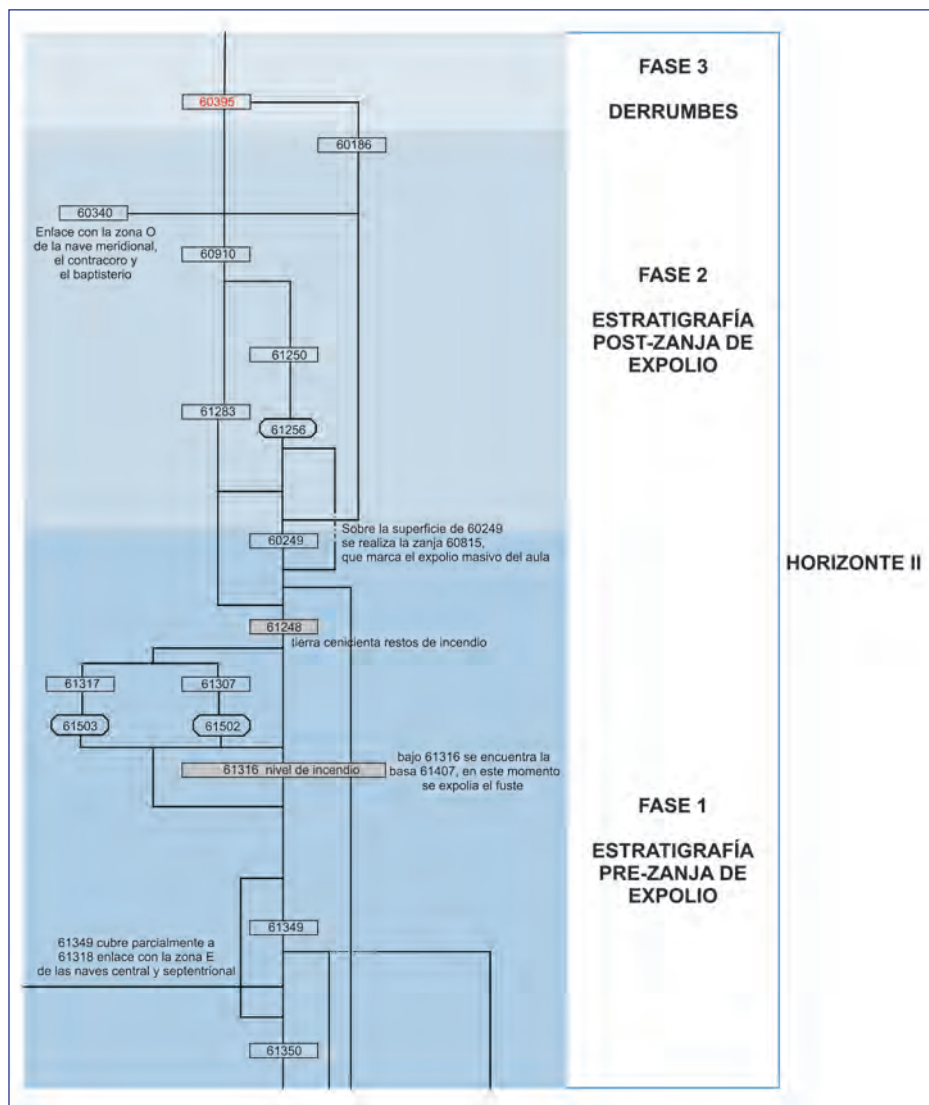 FASE 3
DERRUMBES
60395
60186
60340
Enlace con la zona O
de la nave meridional,
el contracoro y
el baptisterio
60910
FASE 2
ESTRATIGRAFÍA
POST-ZANJA DE
EXPOLIO
61250
61283
61256
Sobre la superficie de 60249
se realiza la zanja 60815,
que marca el expolio masivo del aula
60249
HORIZONTE II
61248
tierra cenicienta restos de incendio
61317
61307
61503
61502
61316 nivel de incendio
bajo 61316 se encuentra la
basa 61407, en este momento
se expolia el fuste
FASE 1
ESTRATIGRAFÍA
PRE-ZANJA DE
EXPOLIO
61349
61349 cubre parcialmente a
61318 enlace con la zona E
de las naves central y septentrional
61350